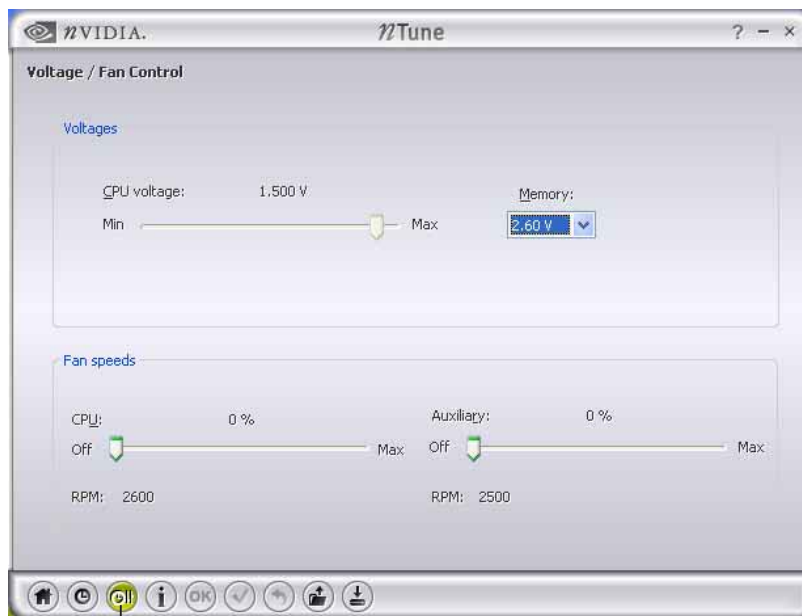 nVIDIA. nTune ? – ×
Voltage / Fan Control
Voltages
CPU voltage: 1.500 V Memory:
Min Max 2.60 V
Fan speeds
CPU: 0 % Auxiliary: 0 %
Off Max Off Max
RPM: 2600 RPM: 2500
i OK